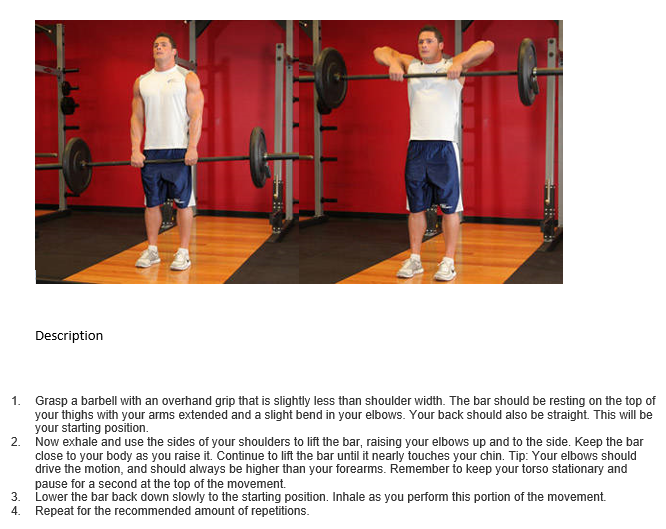 Description
1. Grasp a barbell with an overhand grip that is slightly less than shoulder width. The bar should be resting on the top of
your thighs with your arms extended and a slight bend in your elbows. Your back should also be straight. This will be
your starting position.
2. Now exhale and use the sides of your shoulders to lift the bar, raising your elbows up and to the side. Keep the bar
close to your body as you raise it. Continue to lift the bar until it nearly touches your chin. Tip: Your elbows should
drive the motion, and should always be higher than your forearms. Remember to keep your torso stationary and
pause for a second at the top of the movement.
3. Lower the bar back down slowly to the starting position. Inhale as you perform this portion of the movement.
4. Repeat for the recommended amount of repetitions.